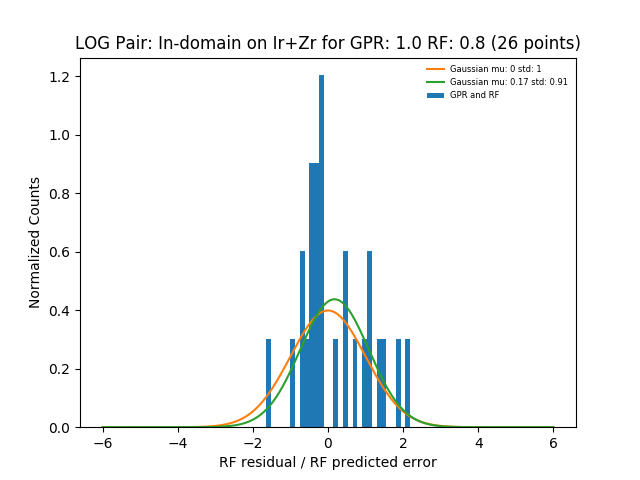 LOG Pair: In-domain on Ir+Zr for GPR: 1.0 RF: 0.8 (26 points)
Gaussian mu: 0 std: 1
Gaussian mu: 0.17 std: 0.91
GPR and RF
Normalized Counts
1.2
1.0
0.8
0.6
0.4
0.2
0.0
−6 −4 −2 0 2 4 6
RF residual / RF predicted error